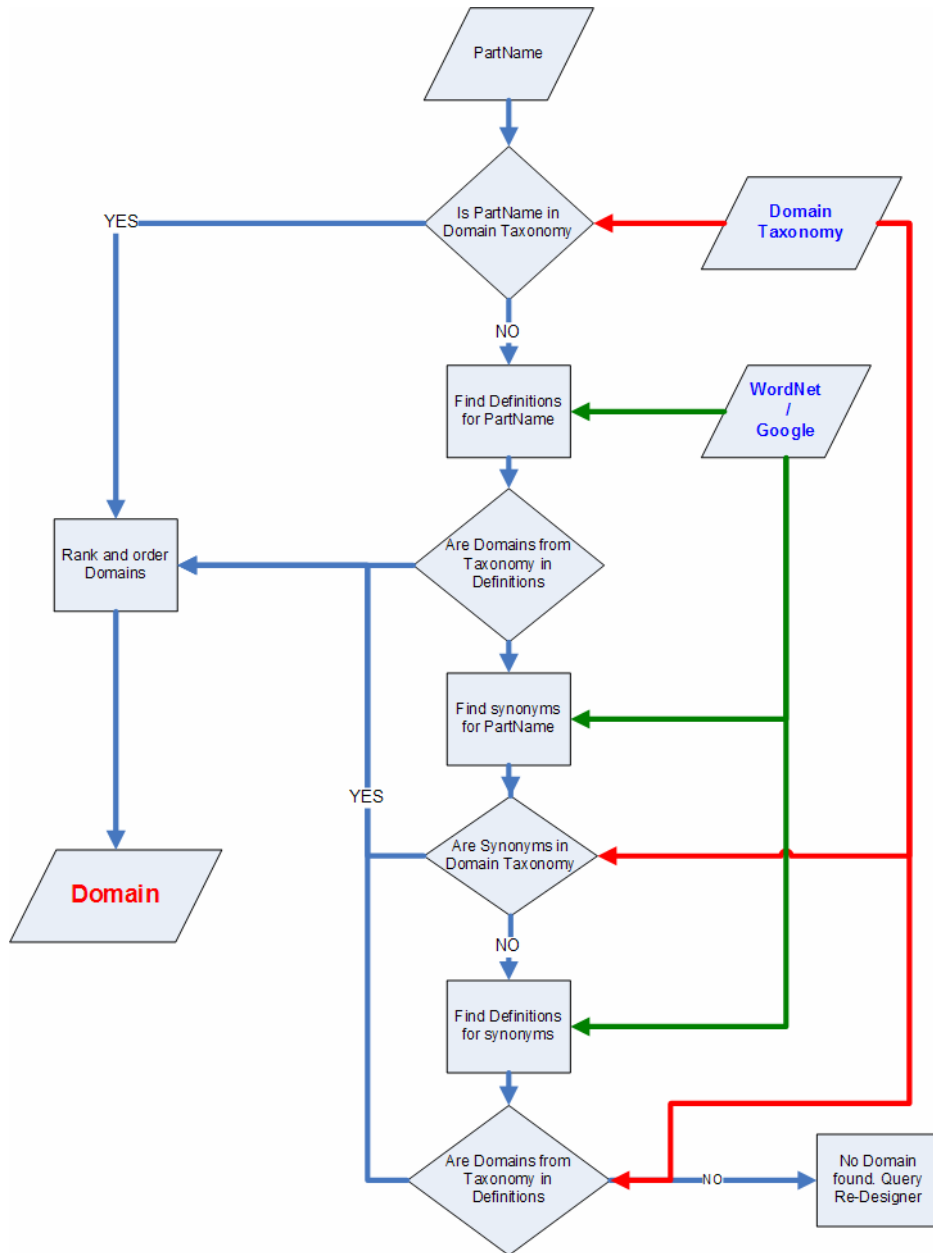 PartName
YES
Is PartName in
Domain Taxonomy
Domain
Taxonomy
NO
Find Definitions
for PartName
WordNet
/
Google
Rank and order
Domains
Are Domains from
Taxonomy in
Definitions
Find synonyms
for PartName
YES
Are Synonyms in
Domain Taxonomy
Domain
NO
Find Definitions
for synonyms
Are Domains from
Taxonomy in
Definitions
NO
No Domain
found. Query
Re-Designer